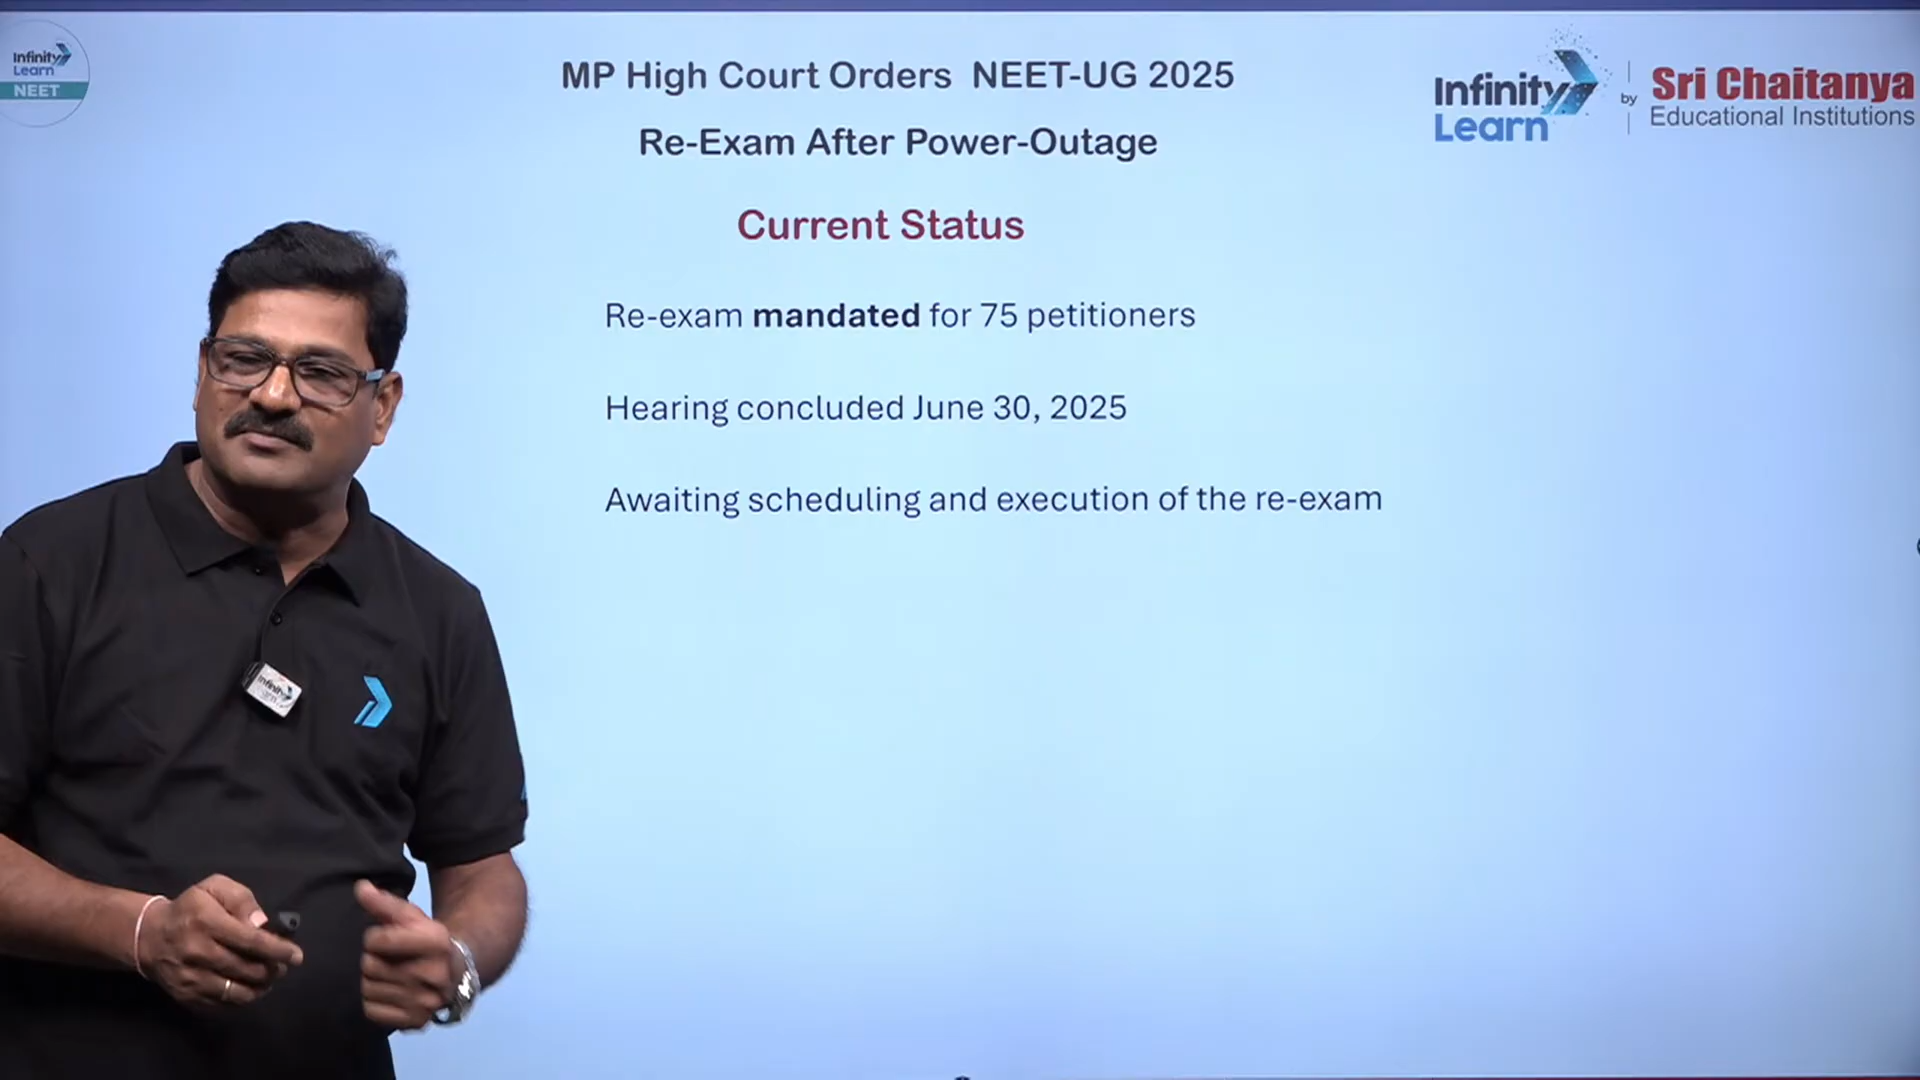 Infinity
Learn
NEET
MP High Court Orders NEET-UG 2025
Re-Exam After Power-Outage
Infinity
Learn
by
Sri Chaitanya
Educational Institutions
Current Status
Re-exam mandated for 75 petitioners
Hearing concluded June 30, 2025
Awaiting scheduling and execution of the re-exam
Infinity